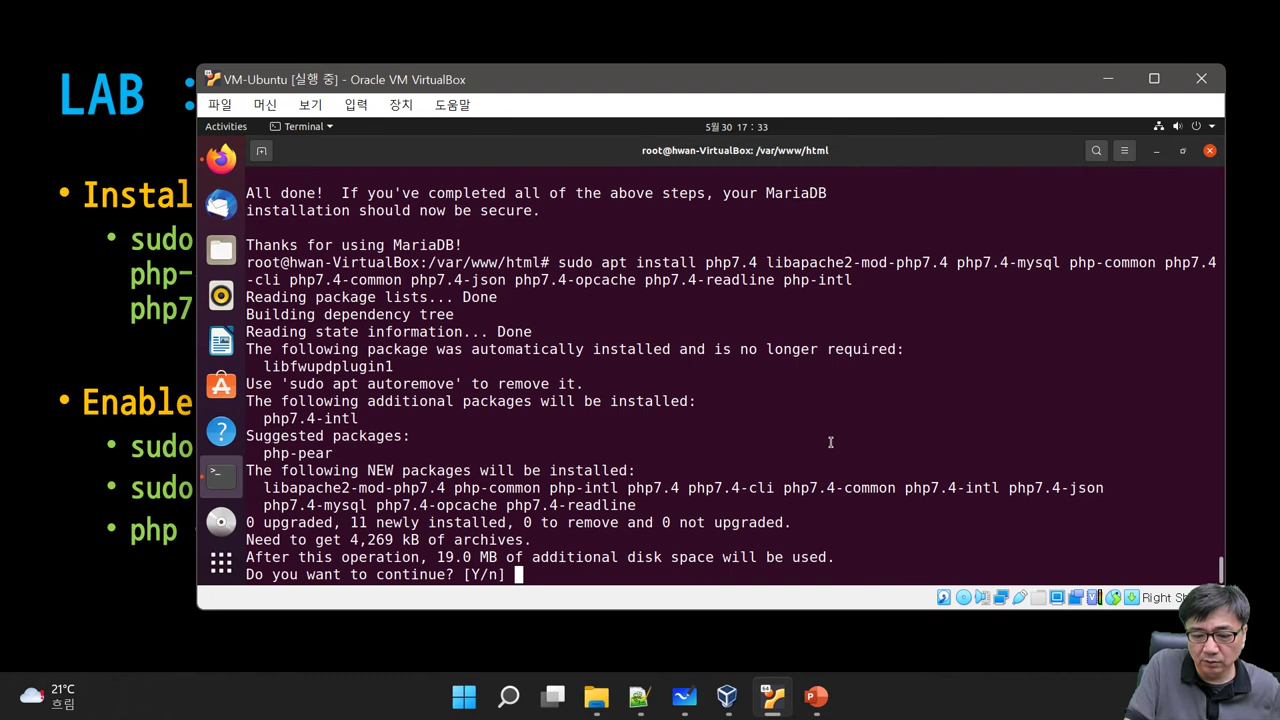 LAB :
• Instal
• sudo
php-
php7
• Enable
• sudo
• sudo
• php
VM-Ubuntu [실행 중] - Oracle VM VirtualBox
파일 머신 보기 입력 장치 도움말
Activities Terminal 5월 30 17 : 33
root@hwan-VirtualBox: /var/www/html
All done!  If you've completed all of the above steps, your MariaDB
installation should now be secure.
Thanks for using MariaDB!
root@hwan-VirtualBox:/var/www/html# sudo apt install php7.4 libapache2-mod-php7.4 php7.4-mysql php-common php7.4
-cli php7.4-common php7.4-json php7.4-opcache php7.4-readline php-intl
Reading package lists... Done
Building dependency tree
Reading state information... Done
The following package was automatically installed and is no longer required:
libfwupdplugin1
Use 'sudo apt autoremove' to remove it.
The following additional packages will be installed:
php7.4-intl
Suggested packages:
php-pear
The following NEW packages will be installed:
libapache2-mod-php7.4 php-common php-intl php7.4 php7.4-cli php7.4-common php7.4-intl php7.4-json
php7.4-mysql php7.4-opcache php7.4-readline
0 upgraded, 11 newly installed, 0 to remove and 0 not upgraded.
Need to get 4,269 kB of archives.
After this operation, 19.0 MB of additional disk space will be used.
Do you want to continue? [Y/n]
Right Sh
21°C
흐림